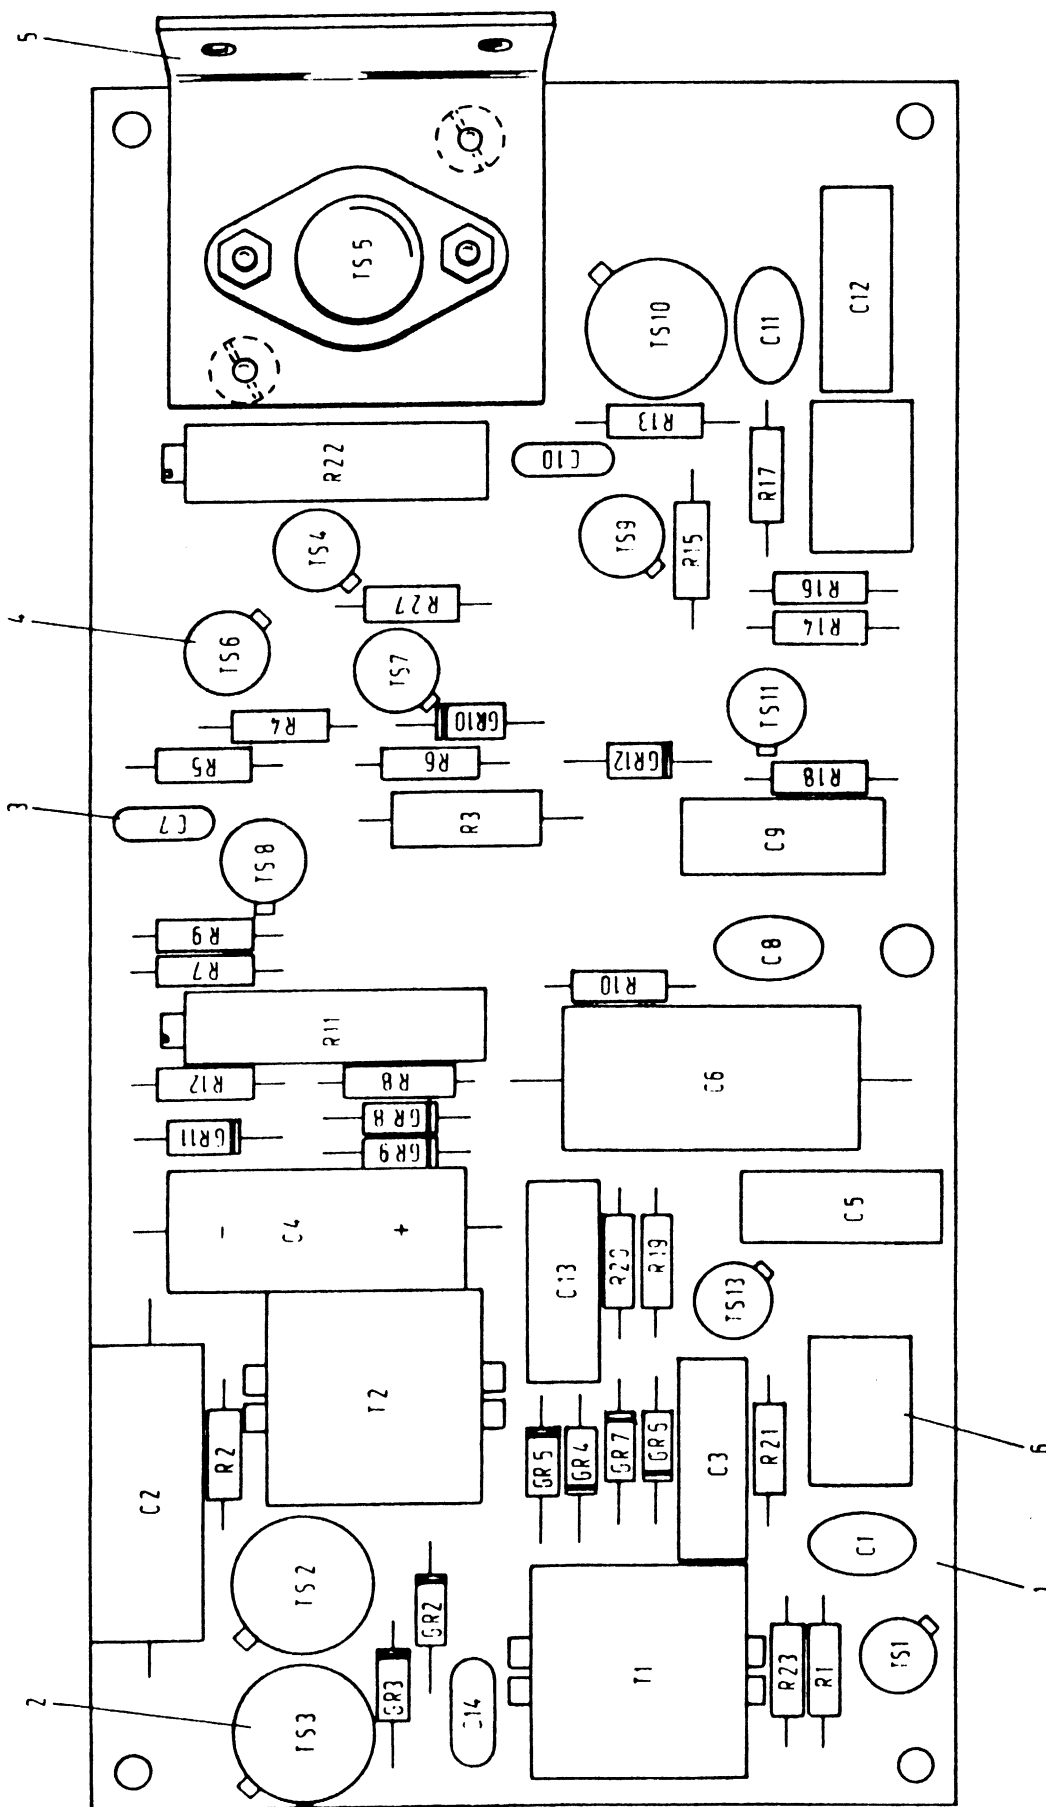 5
TS5
TS10
C11
C12
R13
R22
C10
R17
TS4
TS9
R15
R27
R16
R14
4
TS6
TS7
TS11
R4
GR10
R5
R6
GR12
R18
3
C7
R3
C9
TS8
R9
R7
C8
R10
R11
R12
R8
C6
GR8
GR11
GR9
-
C4
+
C5
C13
R20
R19
TS13
T2
R2
C2
GR5
GR4
GR7
GR5
C3
R21
6
TS2
C1
1
GR2
GR3
2
TS3
C14
T1
R23
R1
TS1